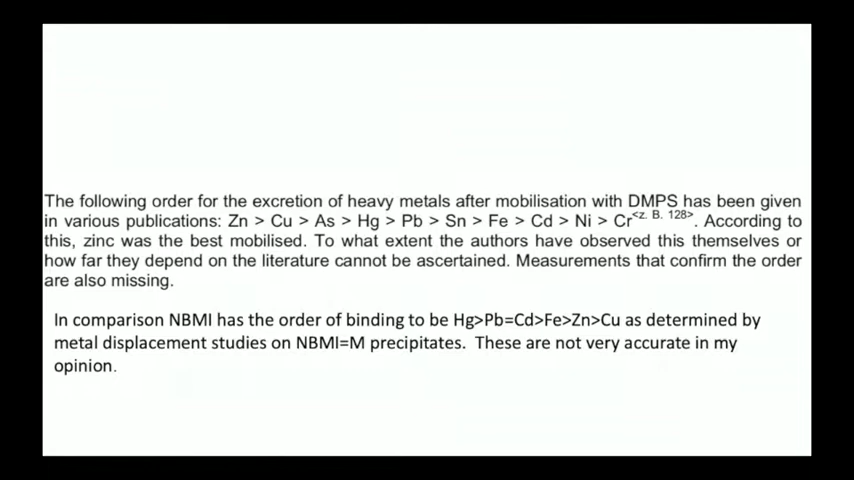 The following order for the excretion of heavy metals after mobilisation with DMPS has been given
in various publications: Zn > Cu > As > Hg > Pb > Sn > Fe > Cd > Ni > Cr<z. B. 128>. According to
this, zinc was the best mobilised. To what extent the authors have observed this themselves or
how far they depend on the literature cannot be ascertained. Measurements that confirm the order
are also missing.
In comparison NBMI has the order of binding to be Hg>Pb=Cd>Fe>Zn>Cu as determined by
metal displacement studies on NBMI=M precipitates.  These are not very accurate in my
opinion.